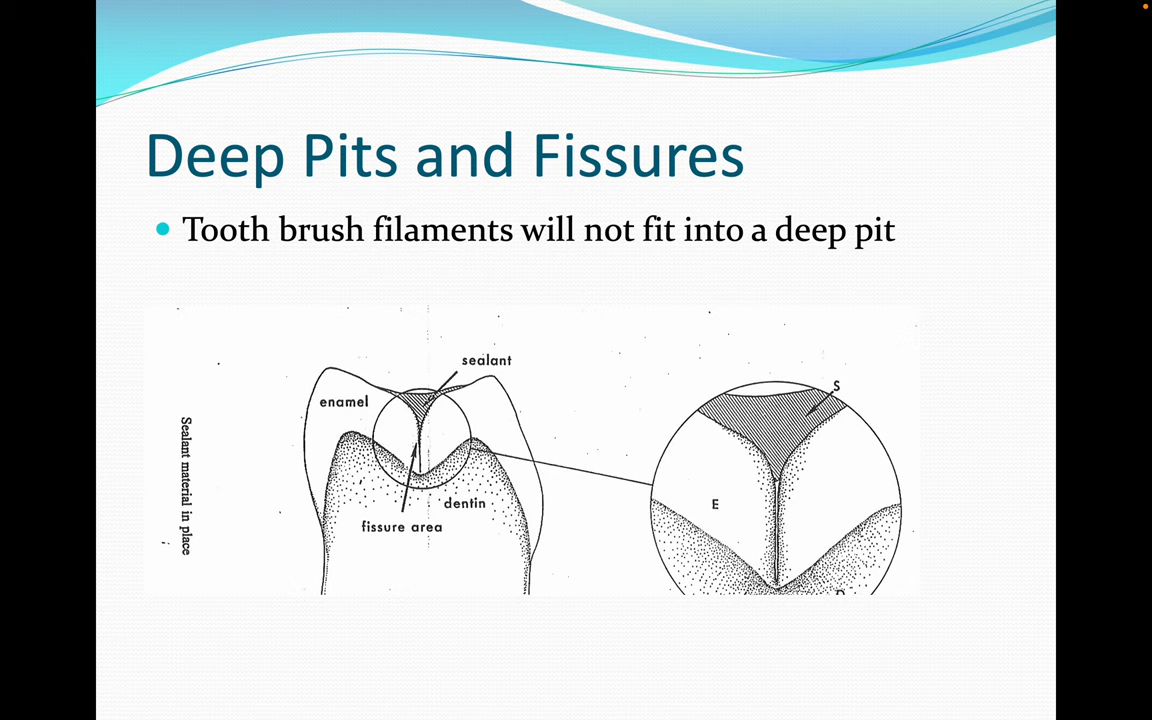 Deep Pits and Fissures
Tooth brush filaments will not fit into a deep pit
sealant
enamel
dentin
fissure area
Sealant material in place
S
E